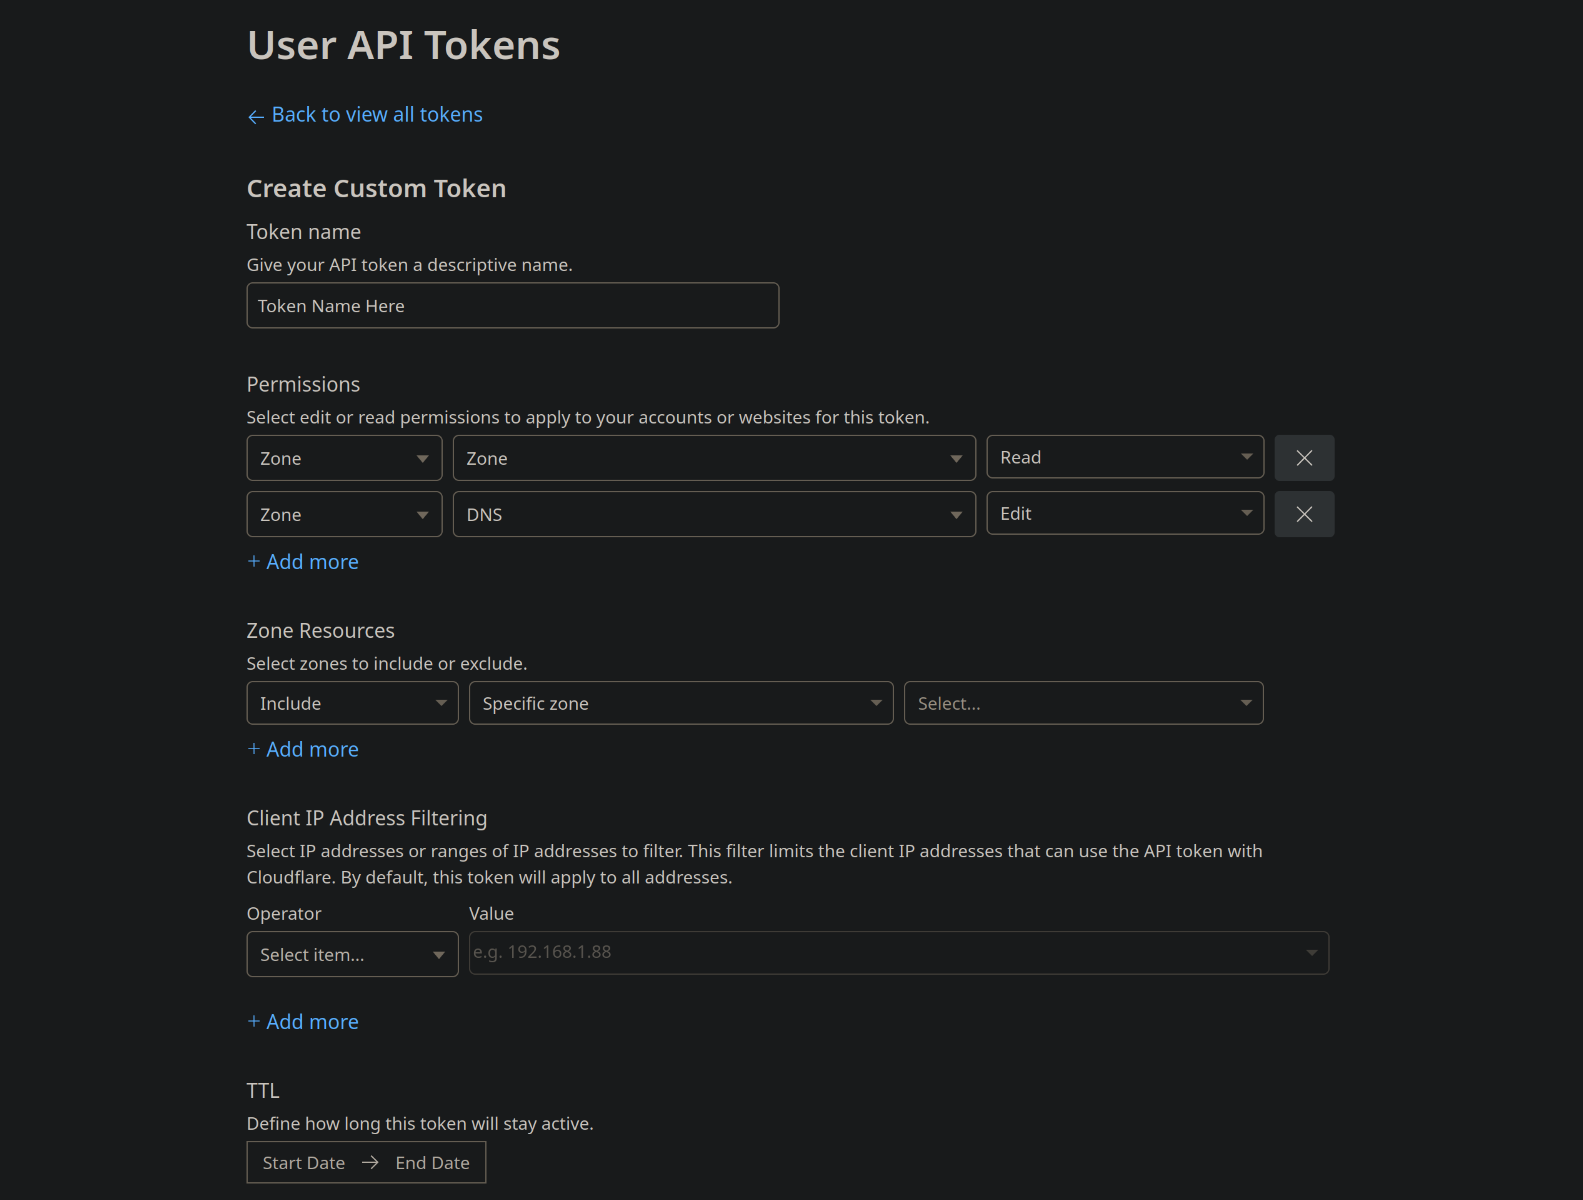 User API Tokens
← Back to view all tokens
Create Custom Token
Token name
Give your API token a descriptive name.
Token Name Here
Permissions
Select edit or read permissions to apply to your accounts or websites for this token.
Zone Zone Read
Zone DNS Edit
+ Add more
Zone Resources
Select zones to include or exclude.
Include Specific zone Select...
+ Add more
Client IP Address Filtering
Select IP addresses or ranges of IP addresses to filter. This filter limits the client IP addresses that can use the API token with
Cloudflare. By default, this token will apply to all addresses.
Operator Value
Select item... e.g. 192.168.1.88
+ Add more
TTL
Define how long this token will stay active.
Start Date → End Date